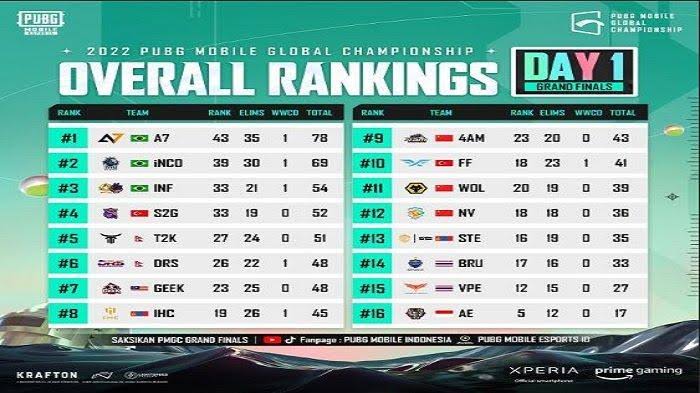 PUBG
MOBILE
PUBG MOBILE
GLOBAL
CHAMPIONSHIP
2022 PUBG MOBILE GLOBAL CHAMPIONSHIP
OVERALL RANKINGS
DAY 1
GRAND FINALS
RANK TEAM RANK ELIMS WWCD TOTAL
#1 A7 43 35 1 78
#2 iNCO 39 30 1 69
#3 INF 33 21 1 54
#4 S2G 33 19 0 52
#5 T2K 27 24 0 51
#6 DRS 26 22 1 48
#7 GEEK 23 25 0 48
#8 IHC 19 26 1 45
RANK TEAM RANK ELIMS WWCD TOTAL
#9 4AM 23 20 0 43
#10 FF 18 23 1 41
#11 WOL 20 19 0 39
#12 NV 18 18 0 36
#13 STE 16 19 0 35
#14 BRU 17 16 0 33
#15 VPE 12 15 0 27
#16 AE 5 12 0 17
SAKSIKAN PMGC GRAND FINALS Fanpage : PUBG MOBILE INDONESIA PUBG MOBILE ESPORTS ID
KRAFTON
XPERIA
Official smartphone
prime gaming